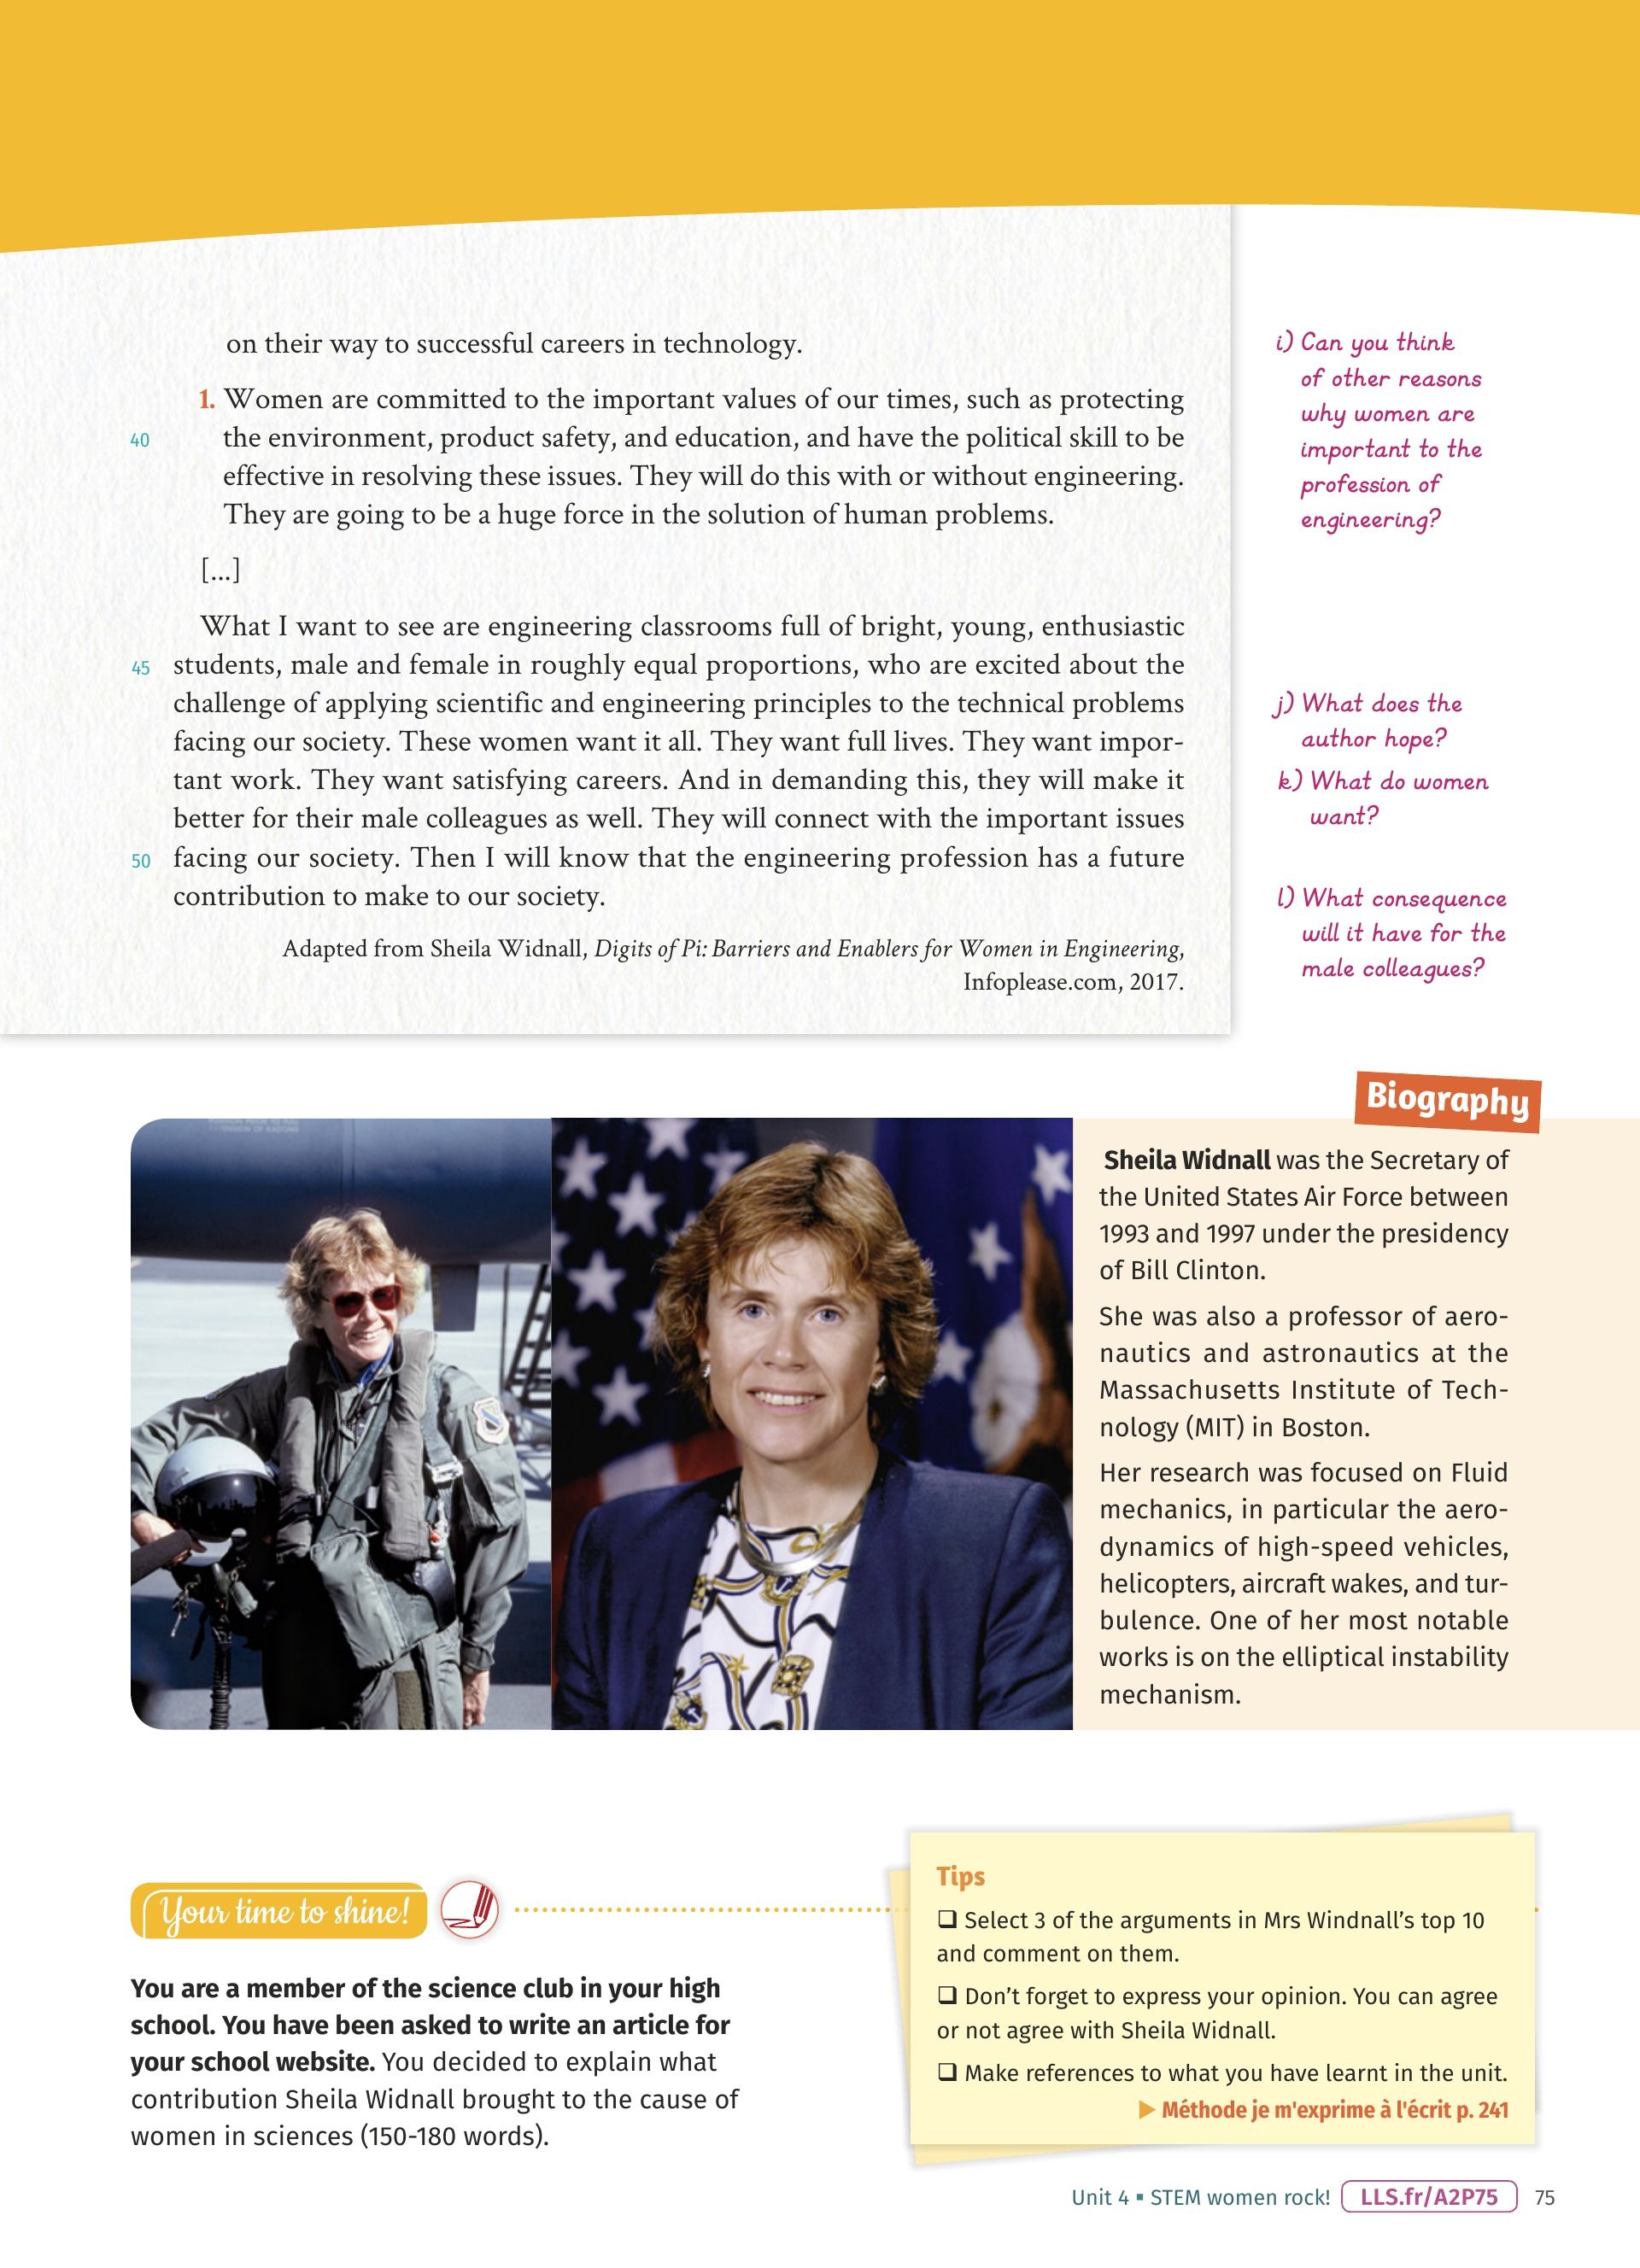 on their way to successful careers in technology.
1. Women are committed to the important values of our times, such as protecting
40 the environment, product safety, and education, and have the political skill to be
effective in resolving these issues. They will do this with or without engineering.
They are going to be a huge force in the solution of human problems.
[...]
What I want to see are engineering classrooms full of bright, young, enthusiastic
45 students, male and female in roughly equal proportions, who are excited about the
challenge of applying scientific and engineering principles to the technical problems
facing our society. These women want it all. They want full lives. They want impor-
tant work. They want satisfying careers. And in demanding this, they will make it
better for their male colleagues as well. They will connect with the important issues
50 facing our society. Then I will know that the engineering profession has a future
contribution to make to our society.
Adapted from Sheila Widnall, Digits of Pi: Barriers and Enablers for Women in Engineering,
Infoplease.com, 2017.
i) Can you think
of other reasons
why women are
important to the
profession of
engineering?
j) What does the
author hope?
k) What do women
want?
l) What consequence
will it have for the
male colleagues?
Biography
Sheila Widnall was the Secretary of
the United States Air Force between
1993 and 1997 under the presidency
of Bill Clinton.
She was also a professor of aero-
nautics and astronautics at the
Massachusetts Institute of Tech-
nology (MIT) in Boston.
Her research was focused on Fluid
mechanics, in particular the aero-
dynamics of high-speed vehicles,
helicopters, aircraft wakes, and tur-
bulence. One of her most notable
works is on the elliptical instability
mechanism.
Your time to shine!
You are a member of the science club in your high
school. You have been asked to write an article for
your school website. You decided to explain what
contribution Sheila Widnall brought to the cause of
women in sciences (150-180 words).
Tips
❑ Select 3 of the arguments in Mrs Windnall's top 10
and comment on them.
❑ Don't forget to express your opinion. You can agree
or not agree with Sheila Widnall.
❑ Make references to what you have learnt in the unit.
▶ Méthode je m'exprime à l'écrit p. 241
Unit 4 ▪ STEM women rock! LLS.fr/A2P75 75